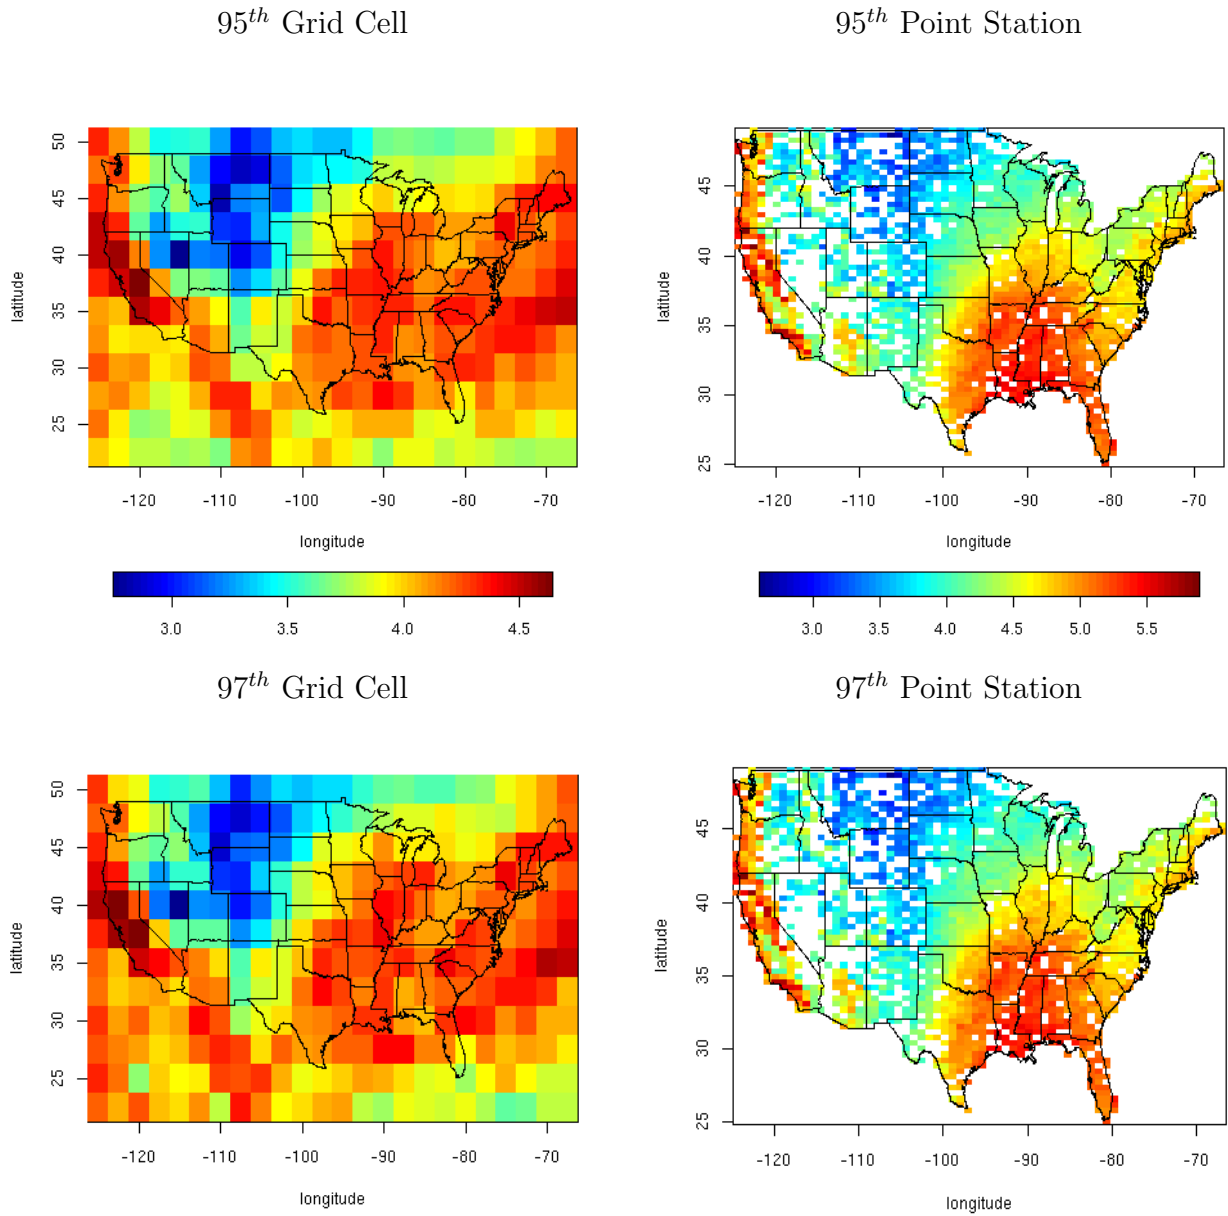 95th Grid Cell
95th Point Station
50
45
40
35
30
25
latitude
-120 -110 -100 -90 -80 -70
longitude
45
40
35
30
25
latitude
-120 -110 -100 -90 -80 -70
longitude
3.0 3.5 4.0 4.5
3.0 3.5 4.0 4.5 5.0 5.5
97th Grid Cell
97th Point Station
50
45
40
35
30
25
latitude
-120 -110 -100 -90 -80 -70
longitude
45
40
35
30
25
latitude
-120 -110 -100 -90 -80 -70
longitude